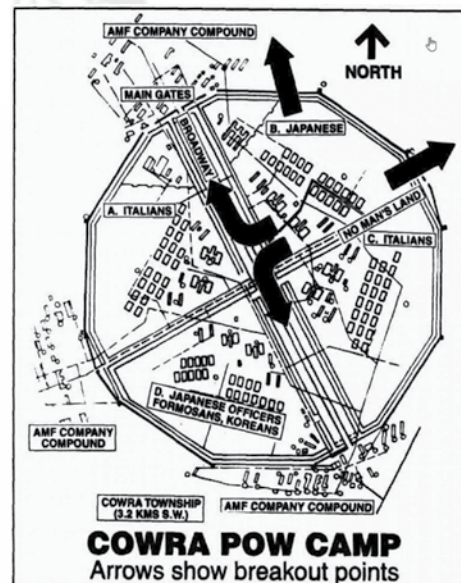 AMF COMPANY COMPOUND
NORTH
MAIN GATES
B. JAPANESE
BROADWAY
A. ITALIANS
NO MAN'S LAND
C. ITALIANS
D. JAPANESE OFFICERS
FORMOSANS, KOREANS
AMF COMPANY
COMPOUND
COWRA TOWNSHIP
(3.2 KMS S.W.)
AMF COMPANY COMPOUND
COWRA POW CAMP
Arrows show breakout points